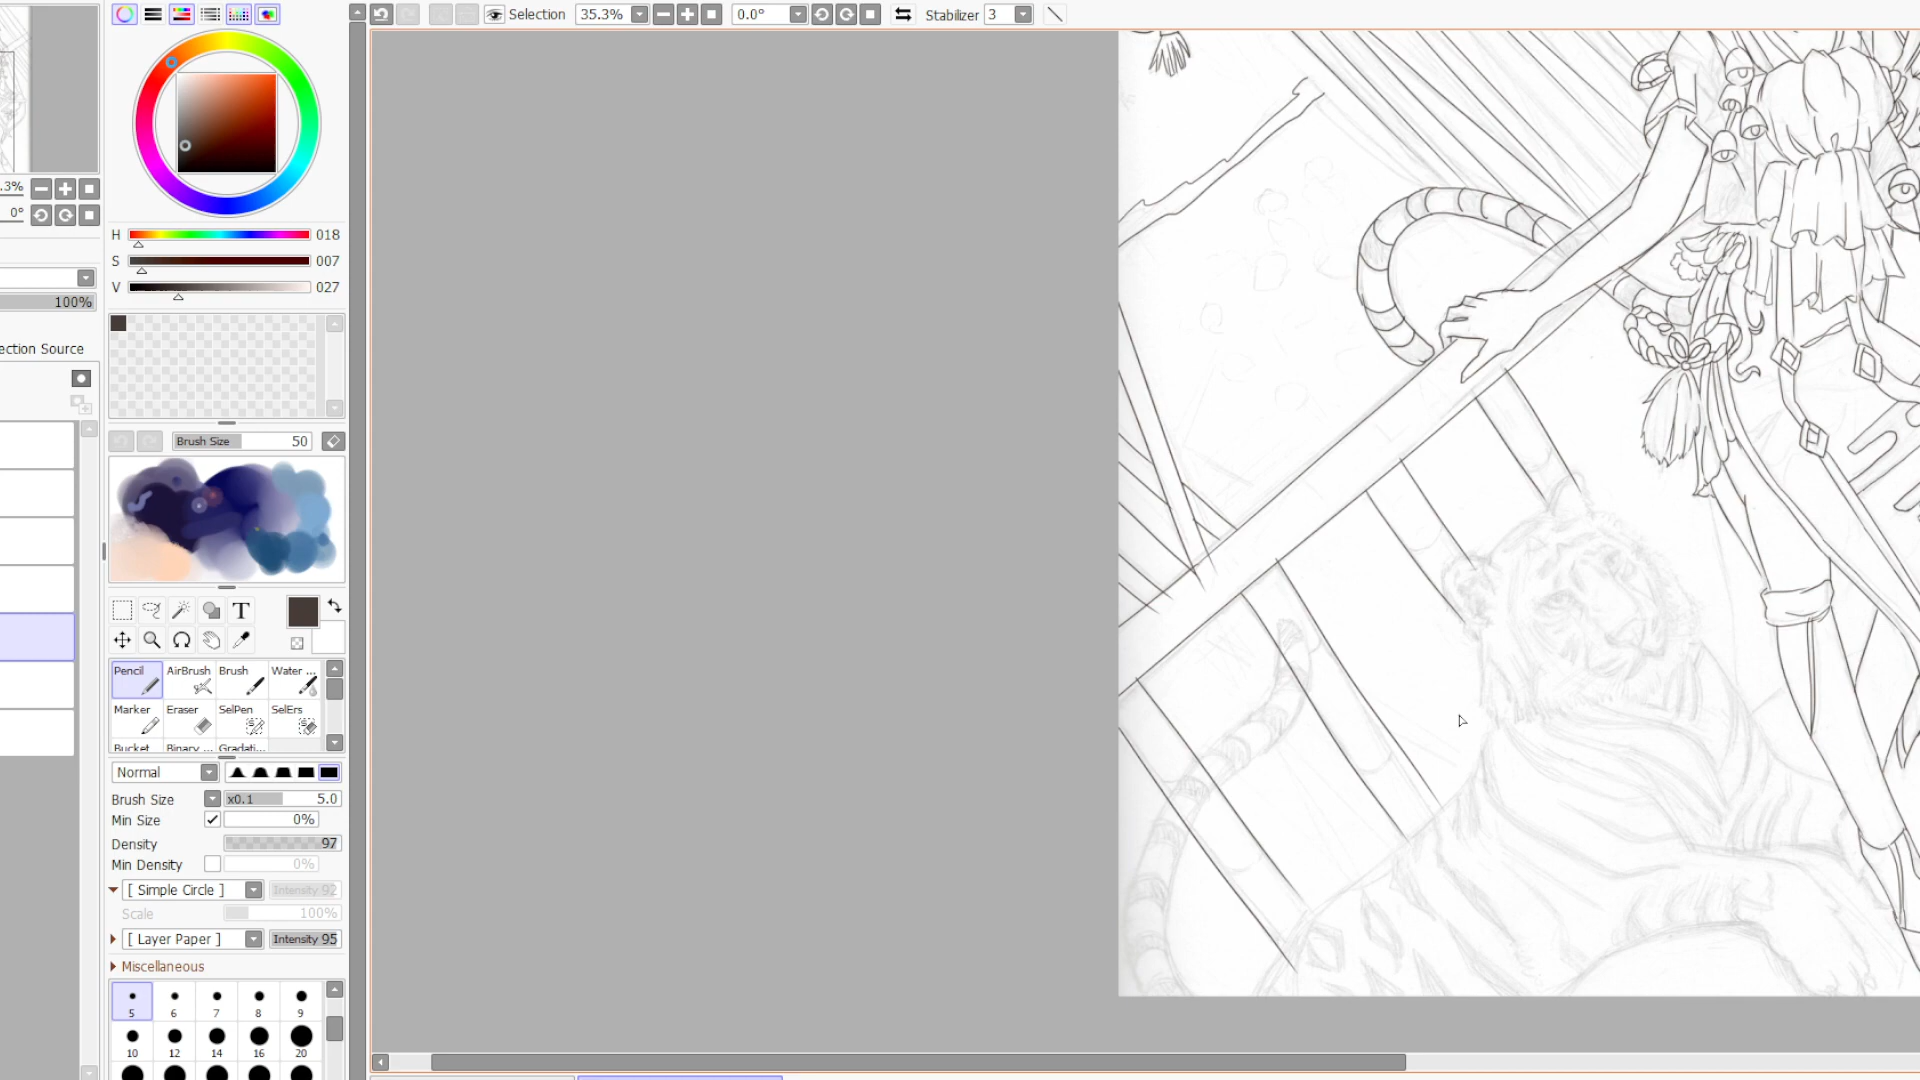 Selection 35.3% 0.0° Stabilizer 3
.3%
0°
H 018
S 007
V 027
100%
ection Source
Brush Size 50
T
Pencil AirBrush Brush Water ...
Marker Eraser SelPen SelErs
Bucket Binary ... Gradati...
Normal
Brush Size x0.1 5.0
Min Size 0%
Density 97
Min Density 0%
[ Simple Circle ] Intensity 92
Scale 100%
[ Layer Paper ] Intensity 95
Miscellaneous
5 6 7 8 9
10 12 14 16 20